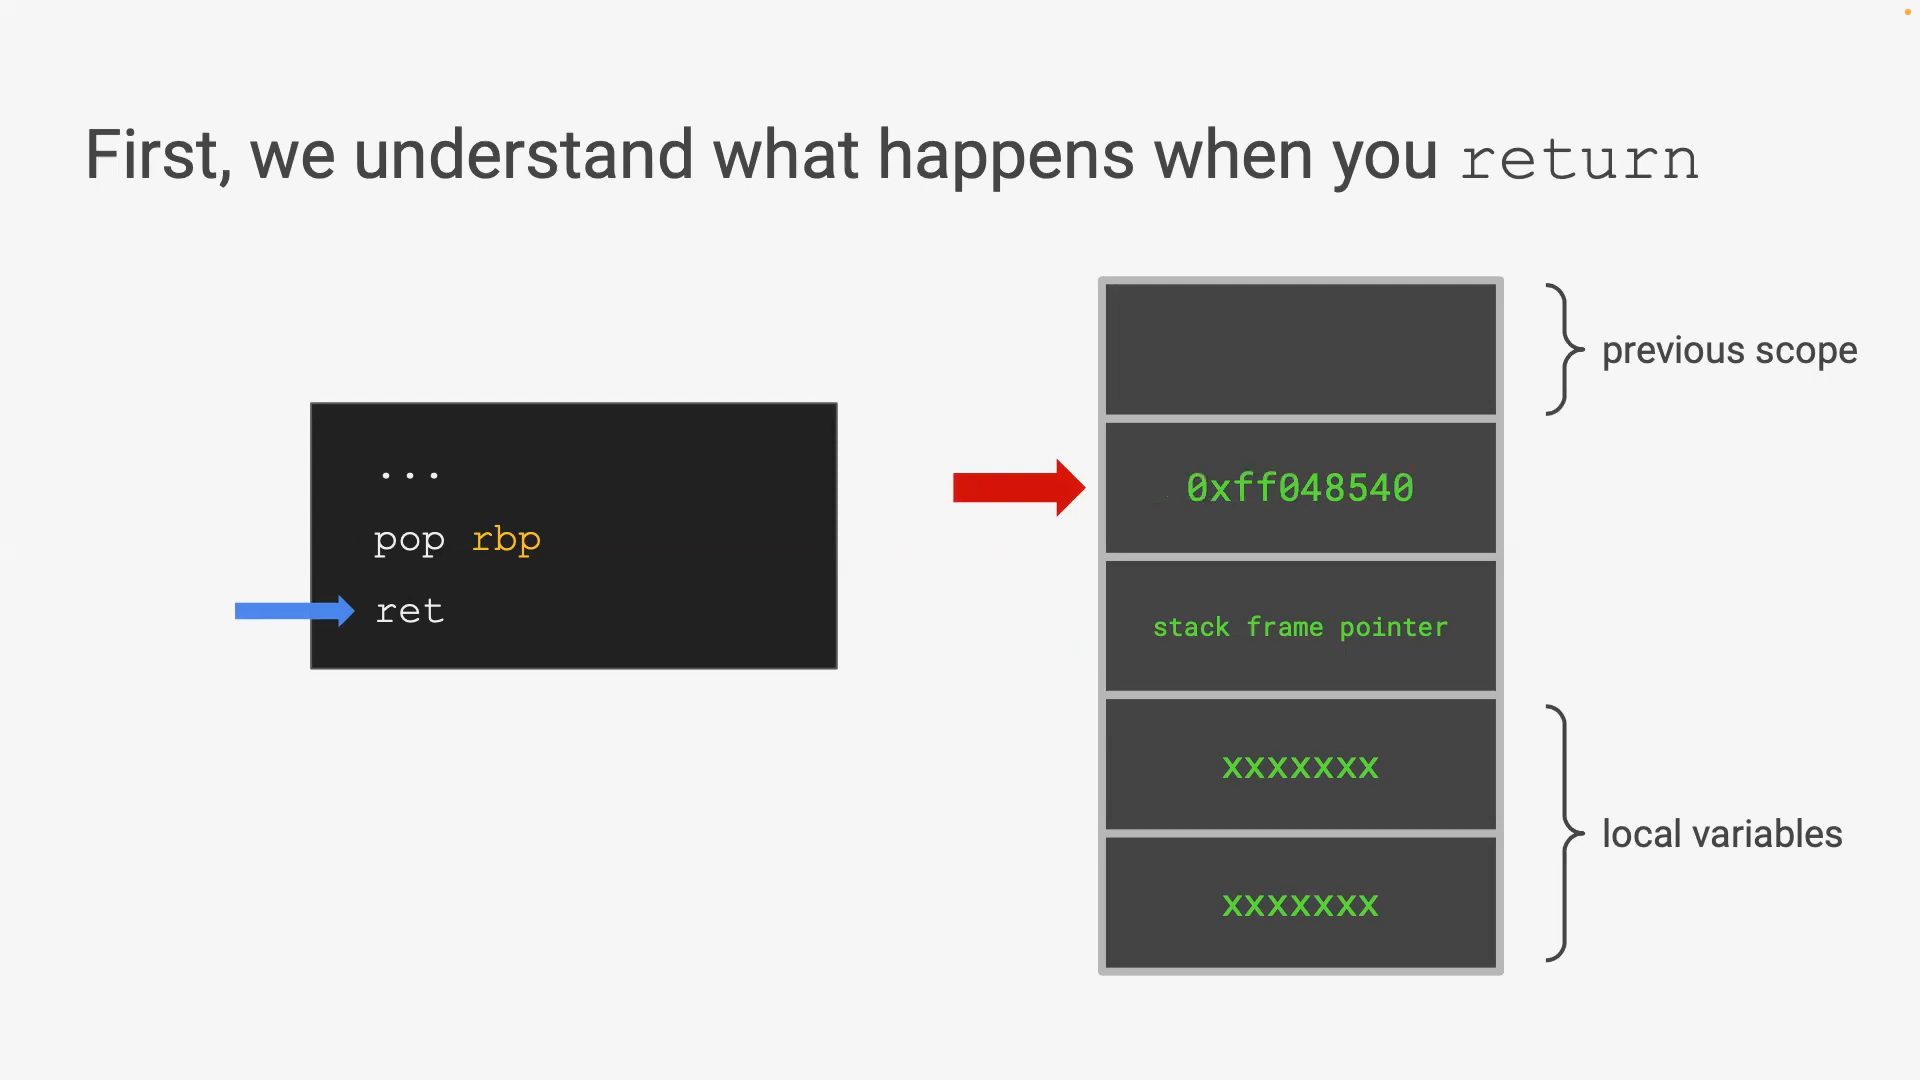 First, we understand what happens when you return
...
pop rbp
ret
0xff048540
stack frame pointer
xxxxxxx
xxxxxxx
previous scope
local variables